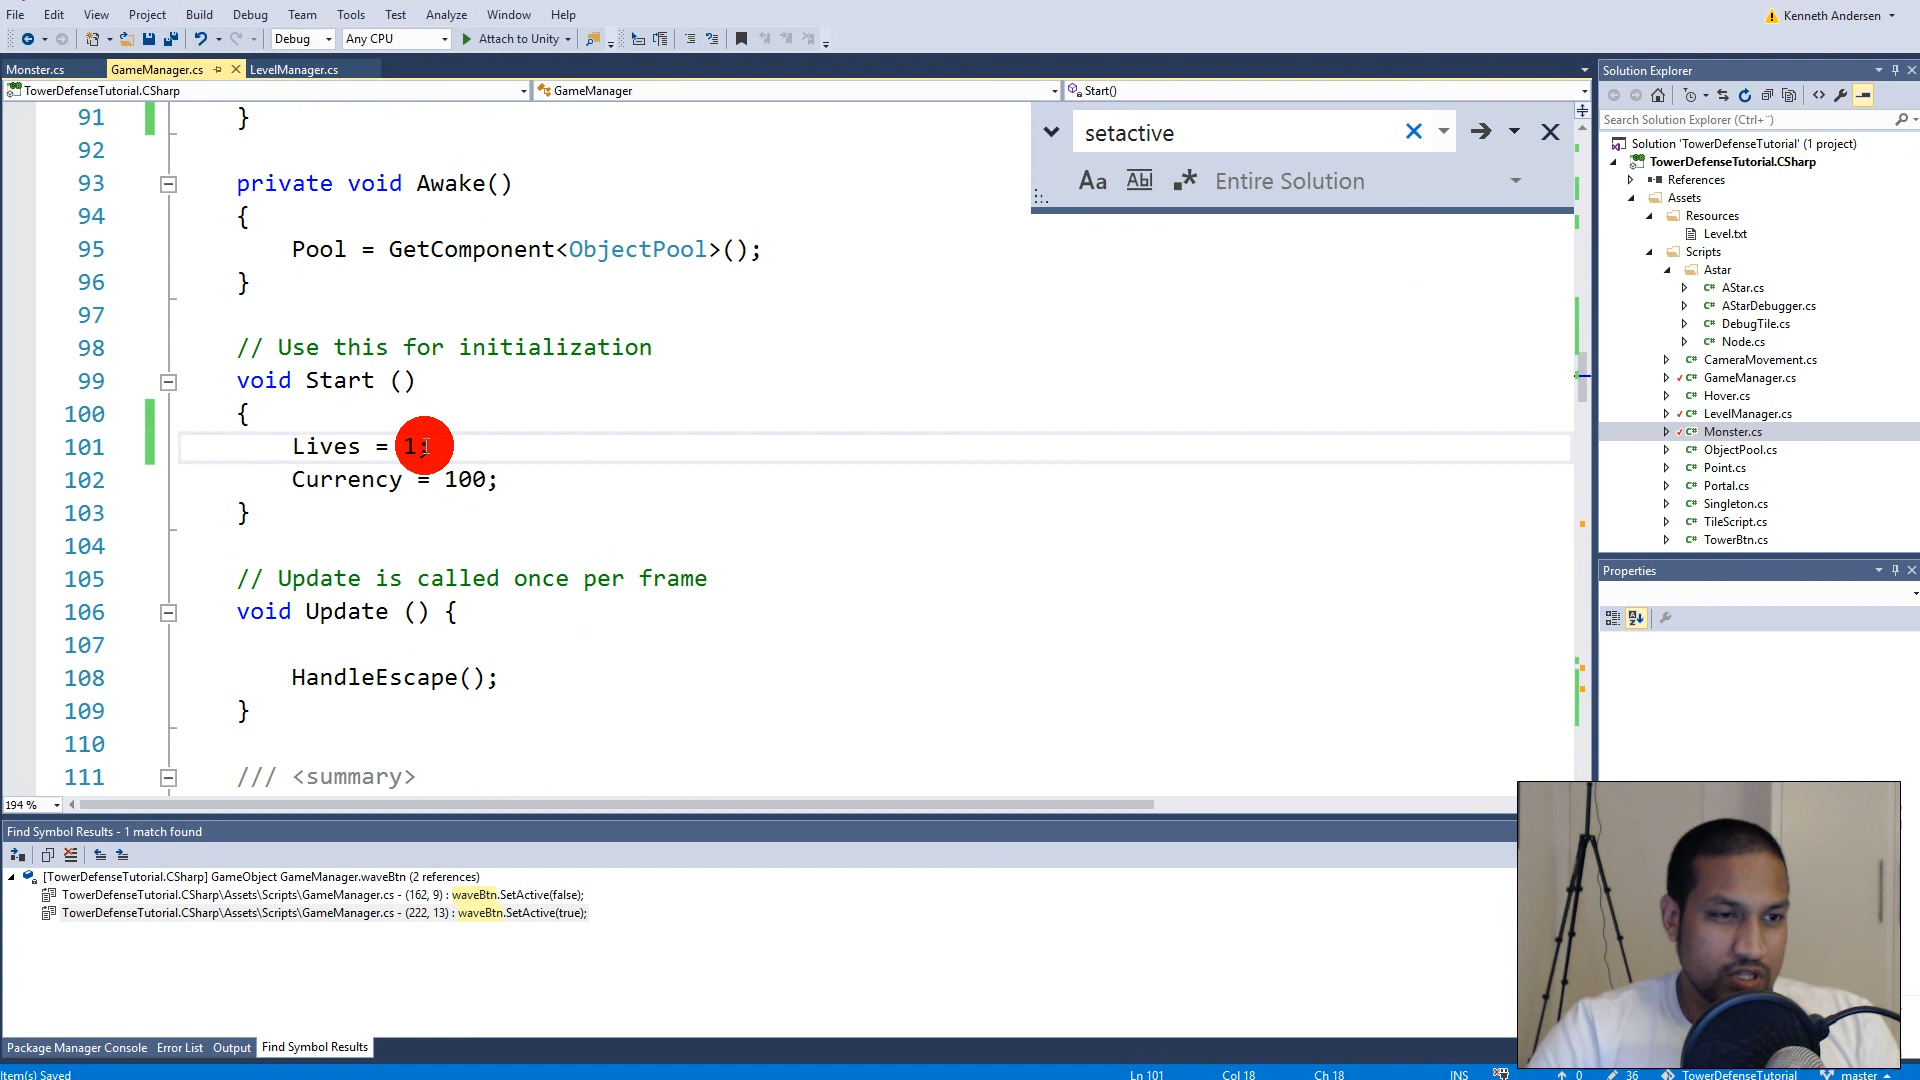 File Edit View Project Build Debug Team Tools Test Analyze Window Help
Kenneth Andersen
Debug Any CPU Attach to Unity
Monster.cs GameManager.cs LevelManager.cs
TowerDefenseTutorial.CSharp GameManager Start()
91 }
92
93 private void Awake()
94 {
95 Pool = GetComponent<ObjectPool>();
96 }
97
98 // Use this for initialization
99 void Start ()
100 {
101 Lives = 1;
102 Currency = 100;
103 }
104
105 // Update is called once per frame
106 void Update () {
107
108 HandleEscape();
109 }
110
111 /// <summary>
setactive
Aa Abl .* Entire Solution
194 %
Solution Explorer
Search Solution Explorer (Ctrl+¨)
Solution 'TowerDefenseTutorial' (1 project)
TowerDefenseTutorial.CSharp
References
Assets
Resources
Level.txt
Scripts
Astar
AStar.cs
AStarDebugger.cs
DebugTile.cs
Node.cs
CameraMovement.cs
GameManager.cs
Hover.cs
LevelManager.cs
Monster.cs
ObjectPool.cs
Point.cs
Portal.cs
Singleton.cs
TileScript.cs
TowerBtn.cs
Properties
Find Symbol Results - 1 match found
[TowerDefenseTutorial.CSharp] GameObject GameManager.waveBtn (2 references)
TowerDefenseTutorial.CSharp\Assets\Scripts\GameManager.cs - (162, 9) : waveBtn.SetActive(false);
TowerDefenseTutorial.CSharp\Assets\Scripts\GameManager.cs - (222, 13) : waveBtn.SetActive(true);
Package Manager Console Error List Output Find Symbol Results
Item(s) Saved Ln 101 Col 18 Ch 18 INS 0 36 TowerDefenseTutorial master